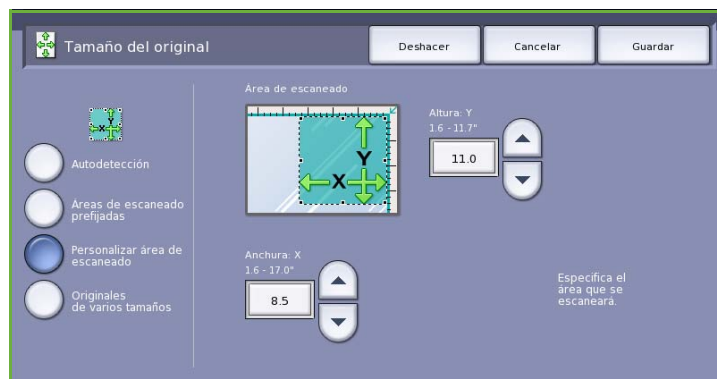 Tamaño del original
Deshacer
Cancelar
Guardar
Autodetección
Áreas de escaneado
prefijadas
Personalizar área de
escaneado
Originales
de varios tamaños
Área de escaneado
Y
X
Y
X
Altura: Y
1.6 - 11.7"
11.0
Anchura: X
1.6 - 17.0"
8.5
Especifica el
área que se
escaneará.